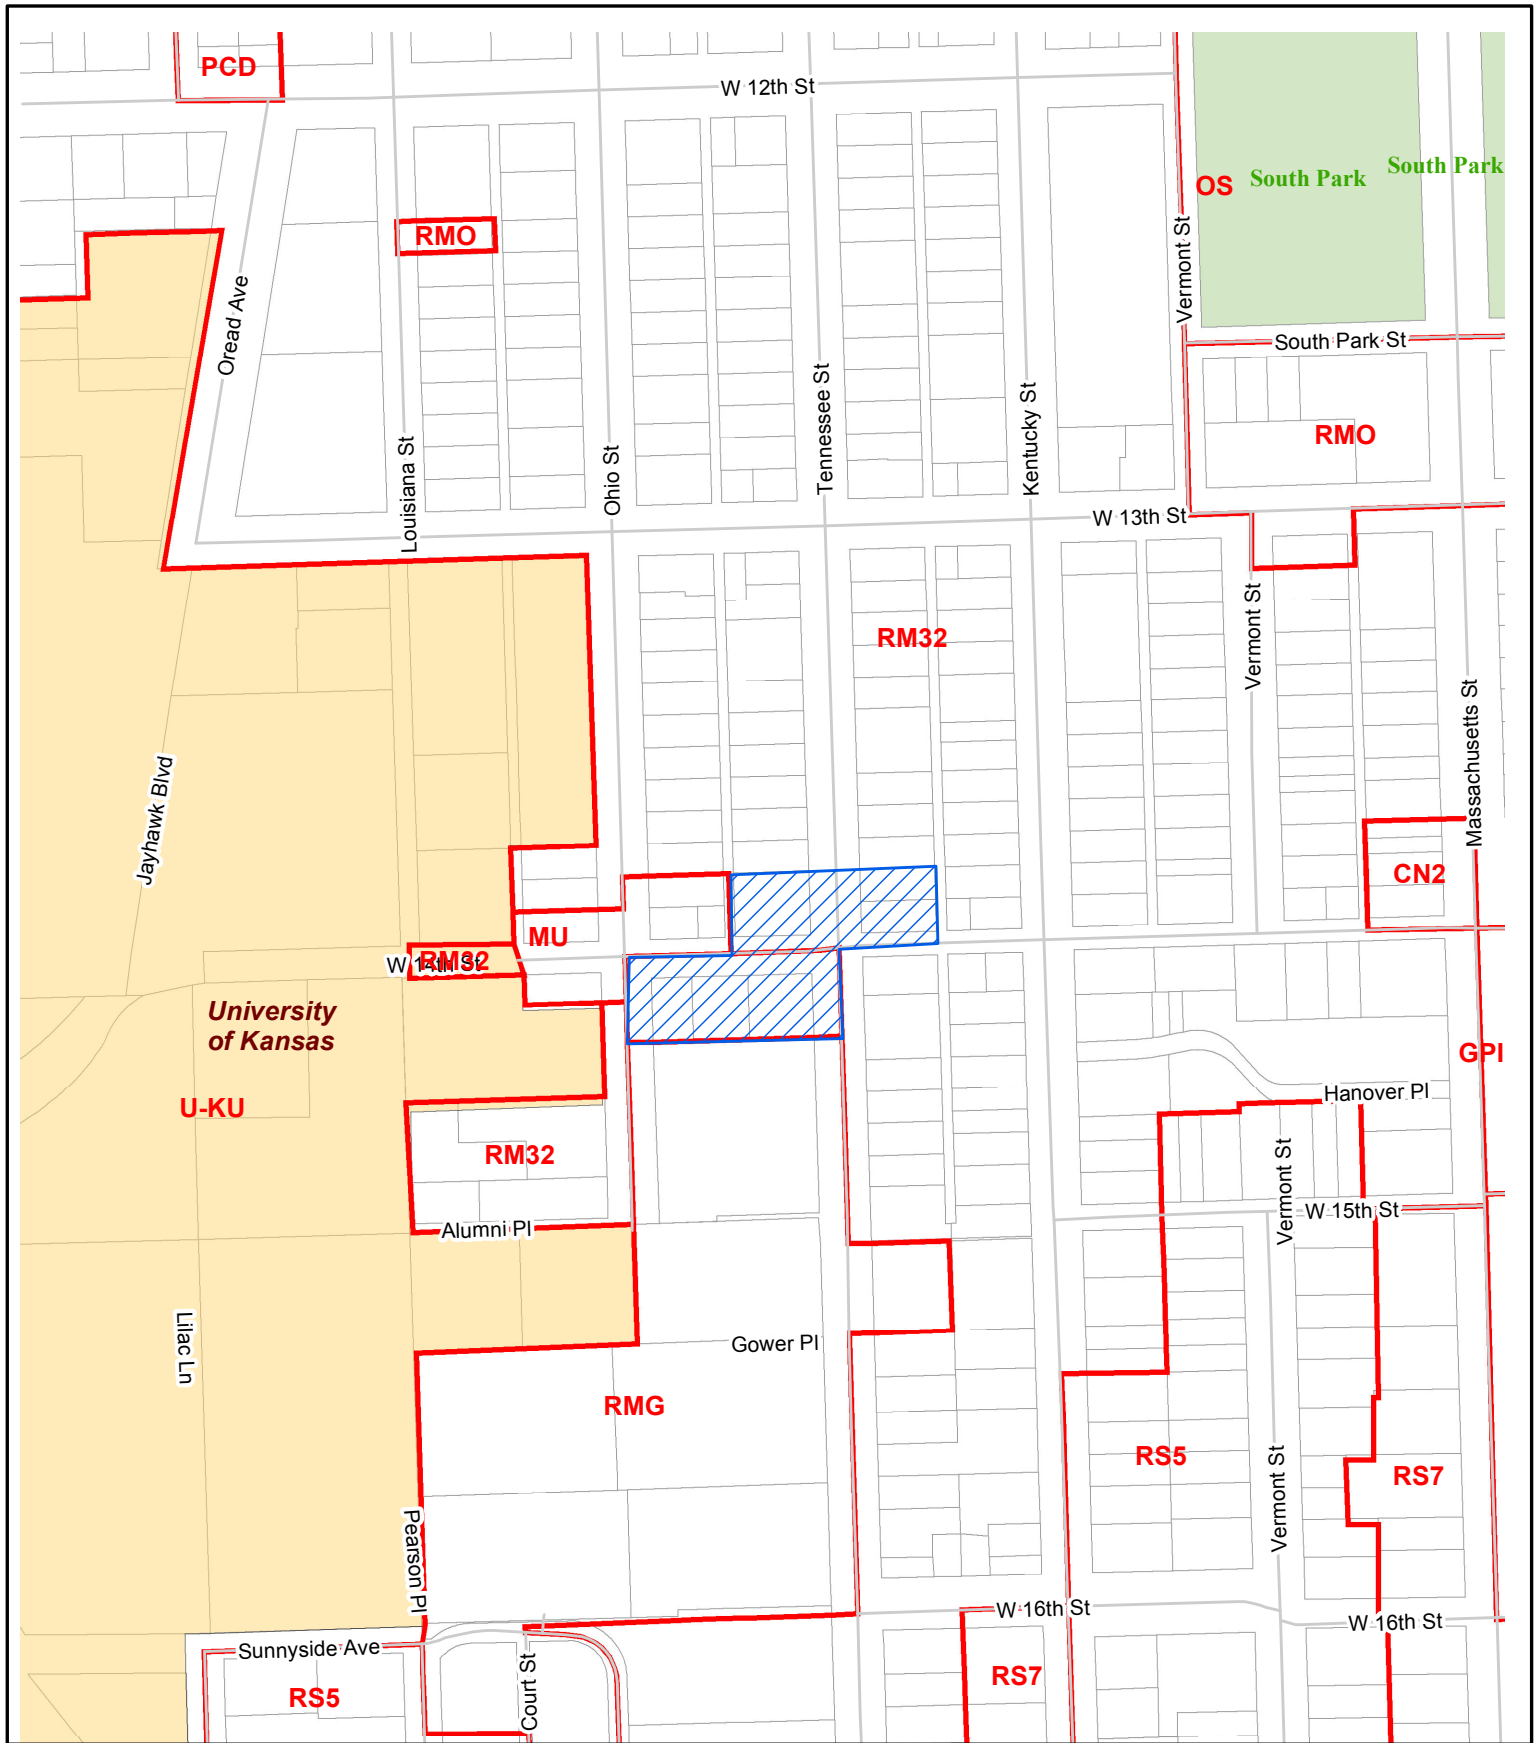 PCD
W 12th St
South Park
South Park
OS
RMO
Vermont St
Oread Ave
South Park St
Tennessee St
Kentucky St
RMO
Louisiana St
Ohio St
W 13th St
RM32
Vermont St
Massachusetts St
Jayhawk Blvd
CN2
MU
RM32
W 14th St
University
of Kansas
GPI
Hanover Pl
U-KU
RM32
Vermont St
W 15th St
Alumni Pl
Lilac Ln
Gower Pl
RMG
RS5
RS7
Vermont St
Pearson Pl
W 16th St
W 16th St
Sunnyside Ave
Court St
RS7
RS5